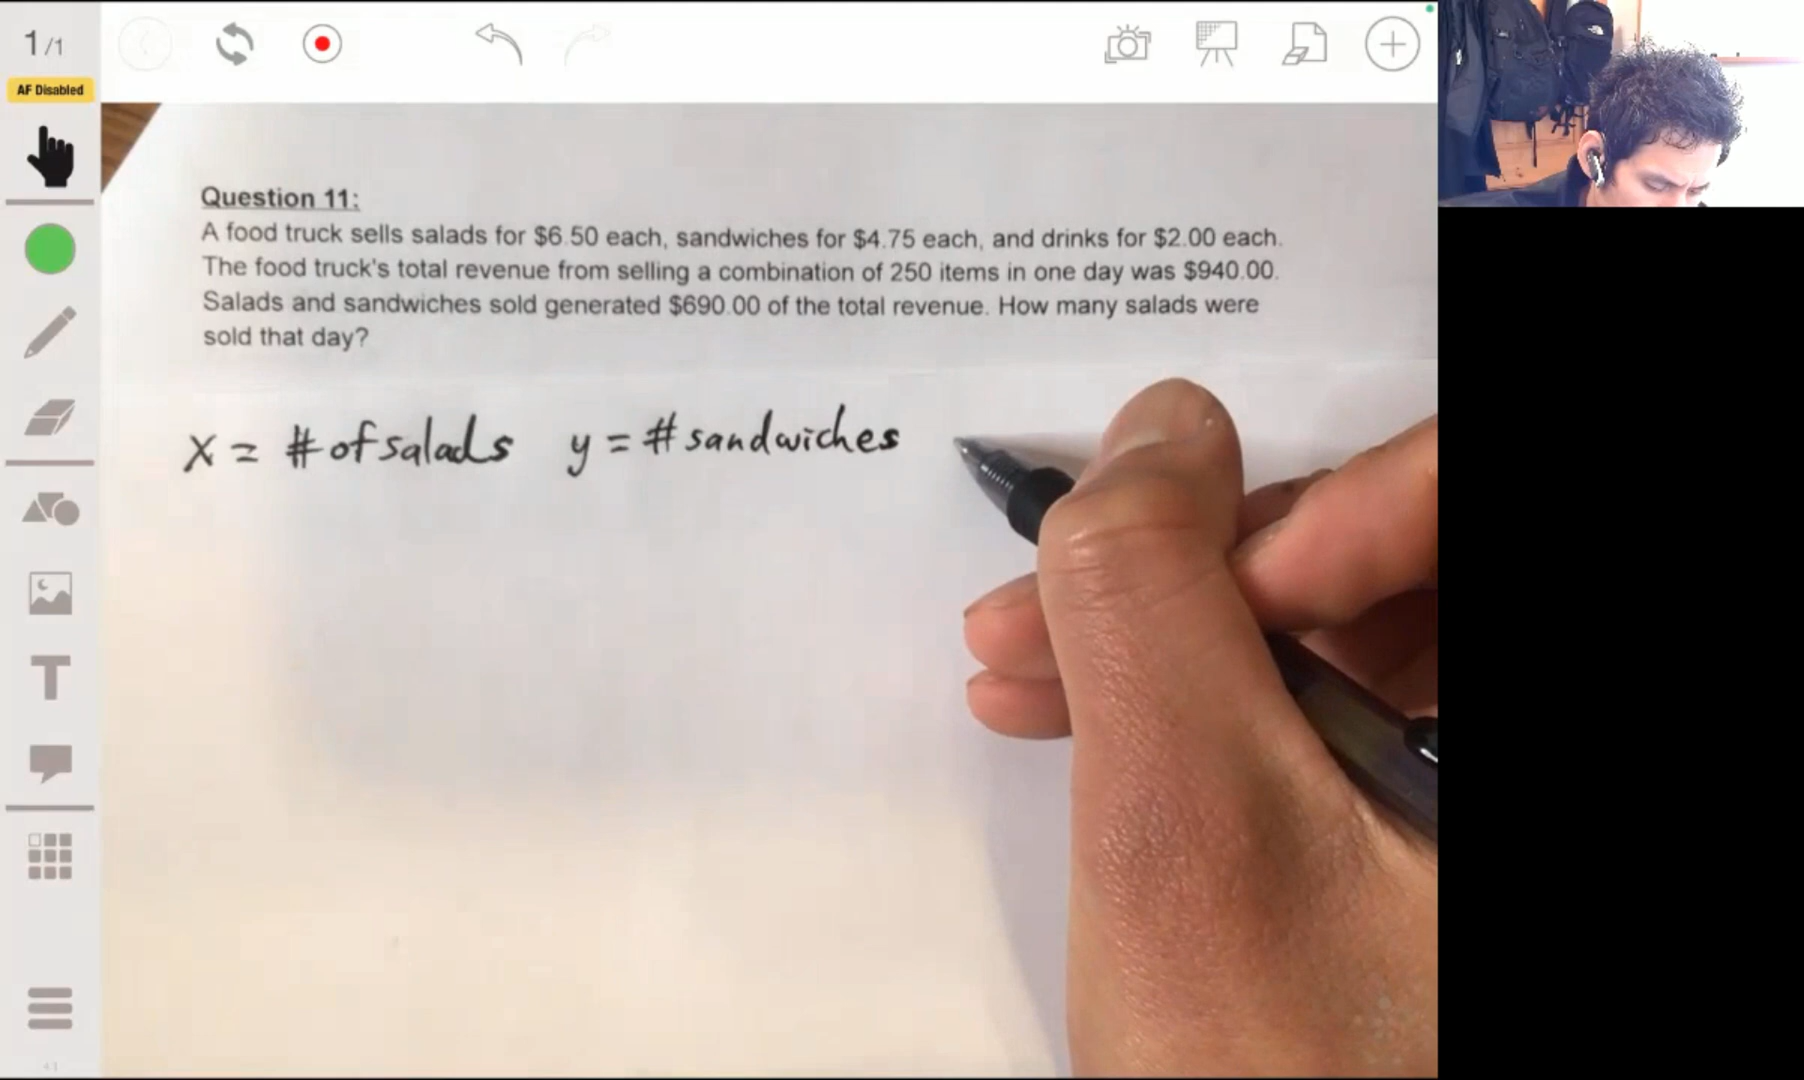 1/1
AF Disabled
Question 11:
A food truck sells salads for $6.50 each, sandwiches for $4.75 each, and drinks for $2.00 each.
The food truck's total revenue from selling a combination of 250 items in one day was $940.00.
Salads and sandwiches sold generated $690.00 of the total revenue. How many salads were
sold that day?
x = # of salads y = # sandwiches
T